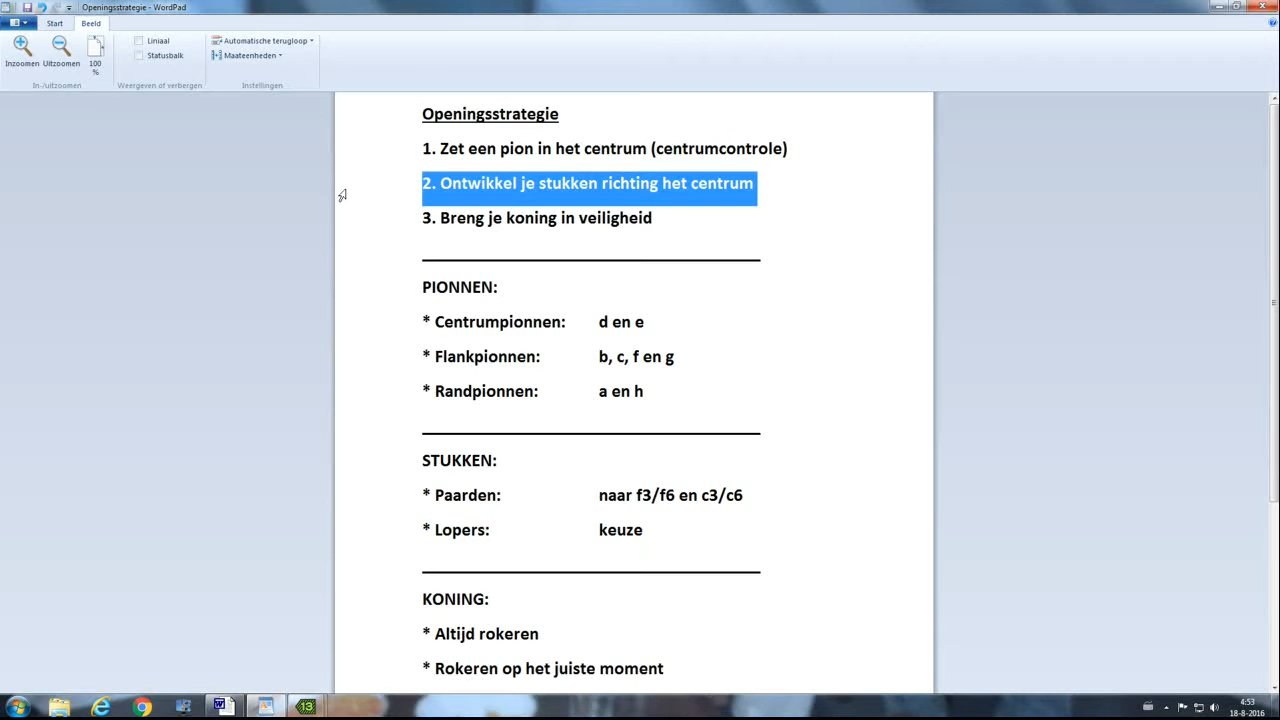 Openingsstrategie - WordPad
Start
Beeld
Inzoomen
Uitzoomen
100
%
In-/uitzoomen
Liniaal
Statusbalk
Weergeven of verbergen
Automatische terugloop
Maateenheden
Instellingen
Openingsstrategie
1. Zet een pion in het centrum (centrumcontrole)
2. Ontwikkel je stukken richting het centrum
3. Breng je koning in veiligheid
PIONNEN:
* Centrumpionnen: d en e
* Flankpionnen: b, c, f en g
* Randpionnen: a en h
STUKKEN:
* Paarden: naar f3/f6 en c3/c6
* Lopers: keuze
KONING:
* Altijd rokeren
* Rokeren op het juiste moment
13
4:53
18-8-2016